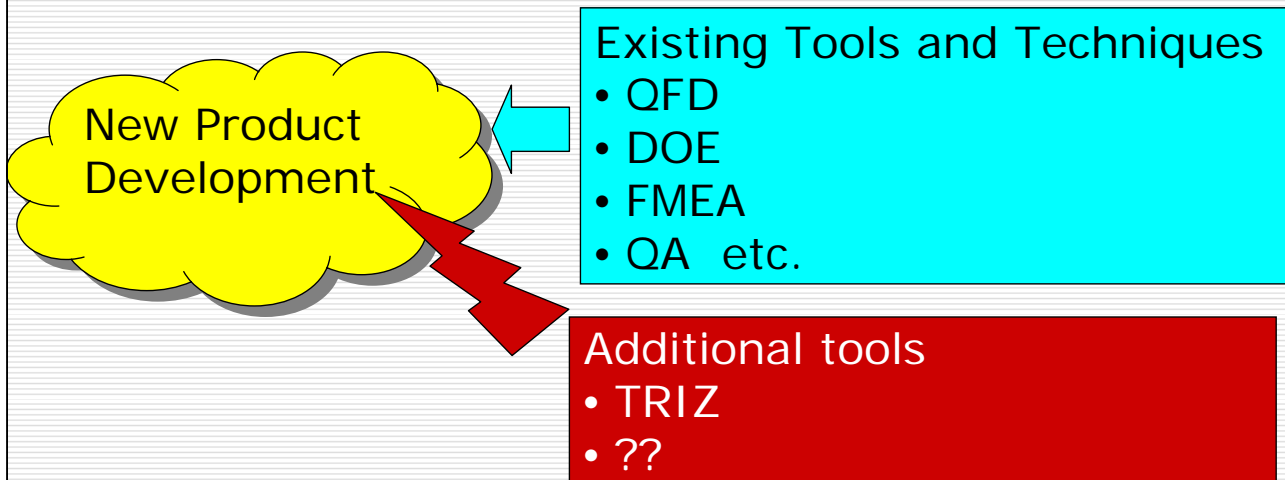 New Product
Development
Existing Tools and Techniques
• QFD
• DOE
• FMEA
• QA etc.
Additional tools
• TRIZ
• ??